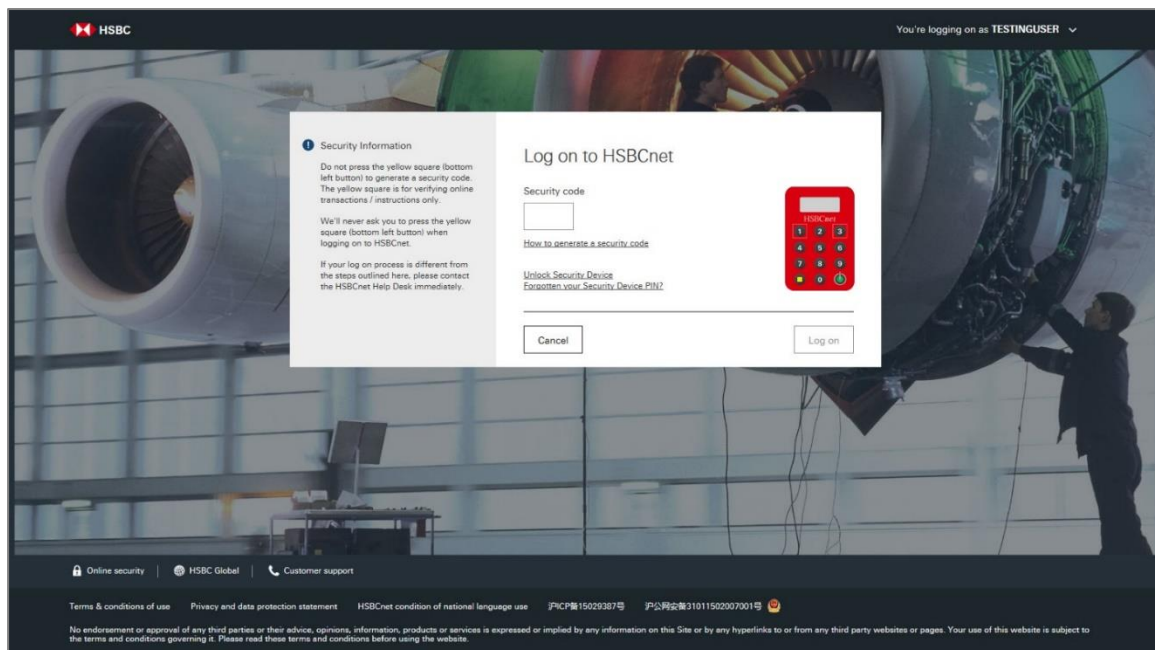 HSBC
You're logging on as TESTINGUSER
Security Information
Do not press the yellow square (bottom
left button) to generate a security code.
The yellow square is for verifying online
transactions / instructions only.
We'll never ask you to press the yellow
square (bottom left button) when
logging on to HSBCnet.
If your log on process is different from
the steps outlined here, please contact
the HSBCnet Help Desk immediately.
Log on to HSBCnet
Security code
How to generate a security code
Unlock Security Device
Forgotten your Security Device PIN?
HSBCnet
1 2 3
4 5 6
7 8 9
0
Cancel
Log on
Online security
HSBC Global
Customer support
Terms & conditions of use Privacy and data protection statement HSBCnet condition of national language use 沪ICP备15029387号 沪公网安备31011502007001号
No endorsement or approval of any third parties or their advice, opinions, information, products or services is expressed or implied by any information on this Site or by any hyperlinks to or from any third party websites or pages. Your use of this website is subject to
the terms and conditions governing it. Please read these terms and conditions before using the website.